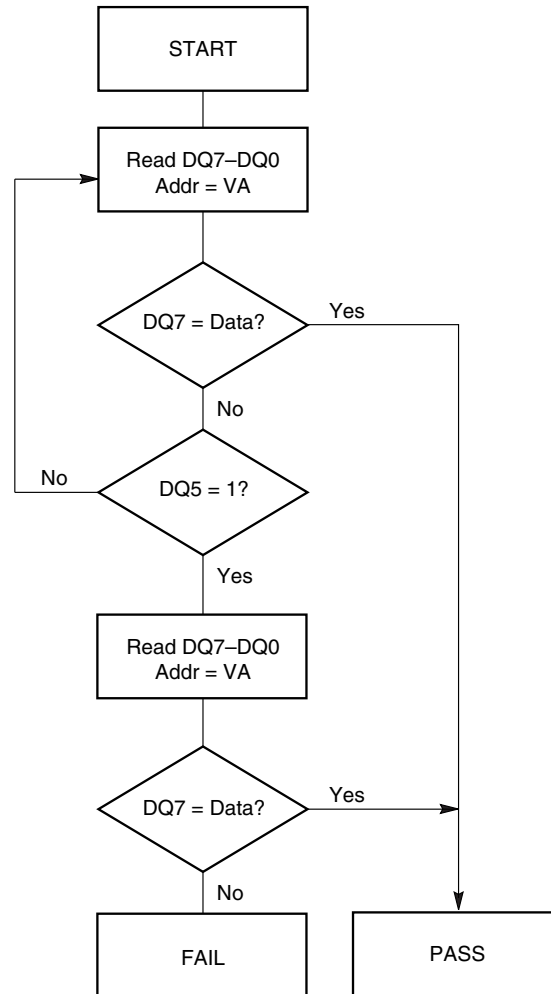 START
Read DQ7–DQ0
Addr = VA
DQ7 = Data?
Yes
No
No
DQ5 = 1?
Yes
Read DQ7–DQ0
Addr = VA
DQ7 = Data?
Yes
No
FAIL
PASS